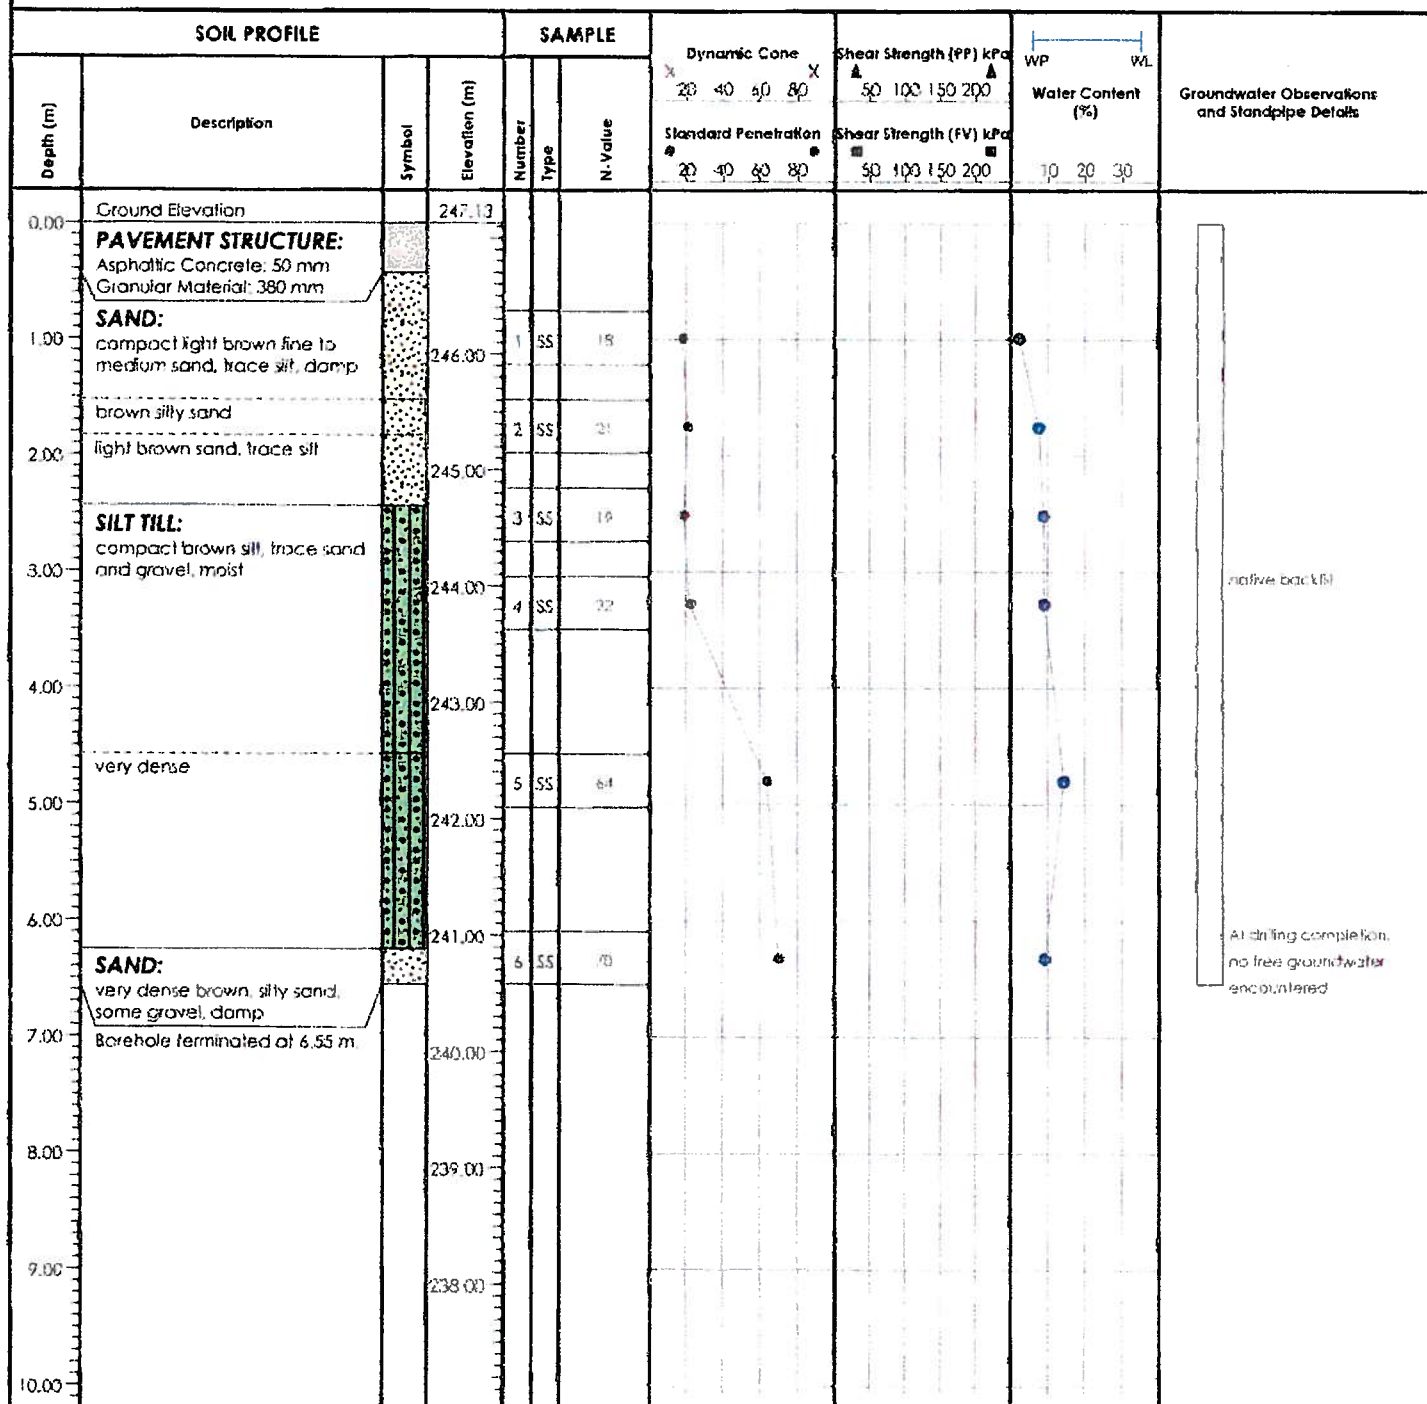 SOIL PROFILE
SAMPLE
Depth (m)
Description
Symbol
Elevation (m)
Number
Type
N-Value
Dynamic Cone
X X
20 40 60 80
Standard Penetration
20 40 60 80
Shear Strength (PP) kPa
50 100 150 200
Shear Strength (FV) kPa
50 100 150 200
WP WL
Water Content
(%)
10 20 30
Groundwater Observations
and Standpipe Details
Ground Elevation 247.13
0.00
PAVEMENT STRUCTURE:
Asphaltic Concrete: 50 mm
Granular Material: 380 mm
SAND:
1.00
compact light brown fine to
medium sand, trace silt, damp
246.00
1 SS 18
brown silty sand
2 SS 21
light brown sand, trace silt
2.00
245.00
SILT TILL:
3 SS 19
compact brown silt, trace sand
and gravel, moist
3.00
244.00
native backfill
4 SS 22
4.00
243.00
very dense
5 SS 64
5.00
242.00
6.00
241.00
At drilling completion,
no free groundwater
encountered
SAND:
6 SS 70
very dense brown, silty sand,
some gravel, damp
Borehole terminated at 6.55 m.
7.00
240.00
8.00
239.00
9.00
238.00
10.00